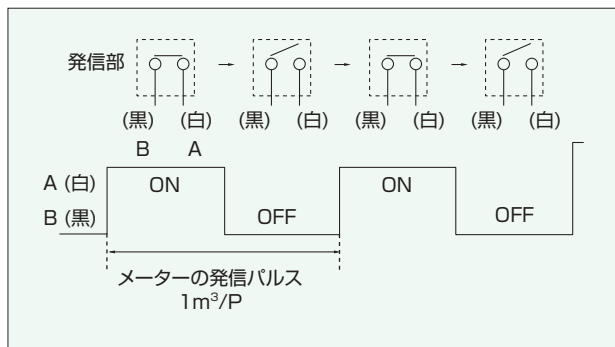 発信部
(黒) (白) (黒) (白) (黒) (白) (黒) (白)
B A
A (白) ON ON
B (黒) OFF OFF
メーターの発信パルス
1m³/P